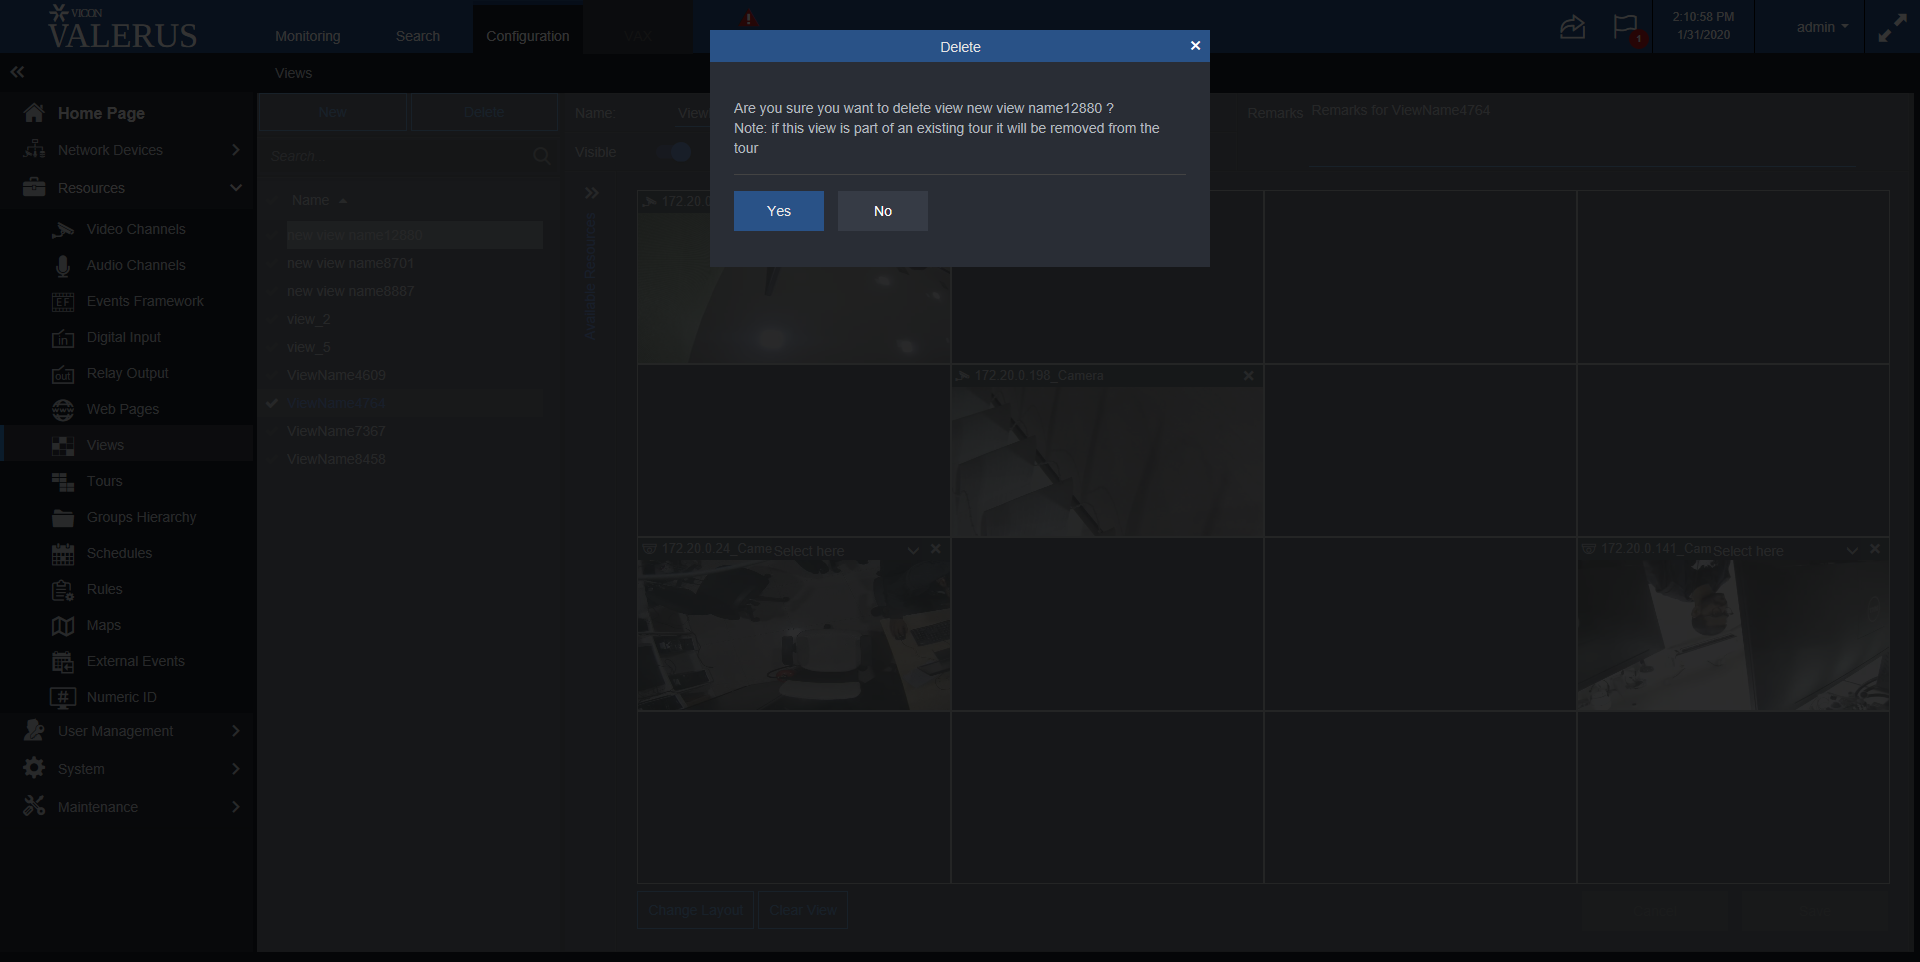 VICON
VALERUS
Monitoring
Search
Configuration
VAX
!
1
2:10:58 PM
1/31/2020
admin
Views
Delete
Are you sure you want to delete view new view name12880 ?
Note: if this view is part of an existing tour it will be removed from the
tour
Yes
No
Home Page
Network Devices
Resources
Video Channels
Audio Channels
EF
Events Framework
in
Digital Input
out
Relay Output
www
Web Pages
Views
Tours
Groups Hierarchy
Schedules
Rules
Maps
External Events
#
Numeric ID
User Management
System
Maintenance
New
Delete
Search...
Name
new view name12880
new view name8701
new view name8887
view_2
view_5
ViewName4609
ViewName4764
ViewName7367
ViewName8458
Name
View
Visible
Remarks
Remarks for ViewName4764
Available Resources
172.20.0
172.20.0.198_Camera
172.20.0.24_Came
Select here
172.20.0.141_Cam
Select here
Change Layout
Clear View